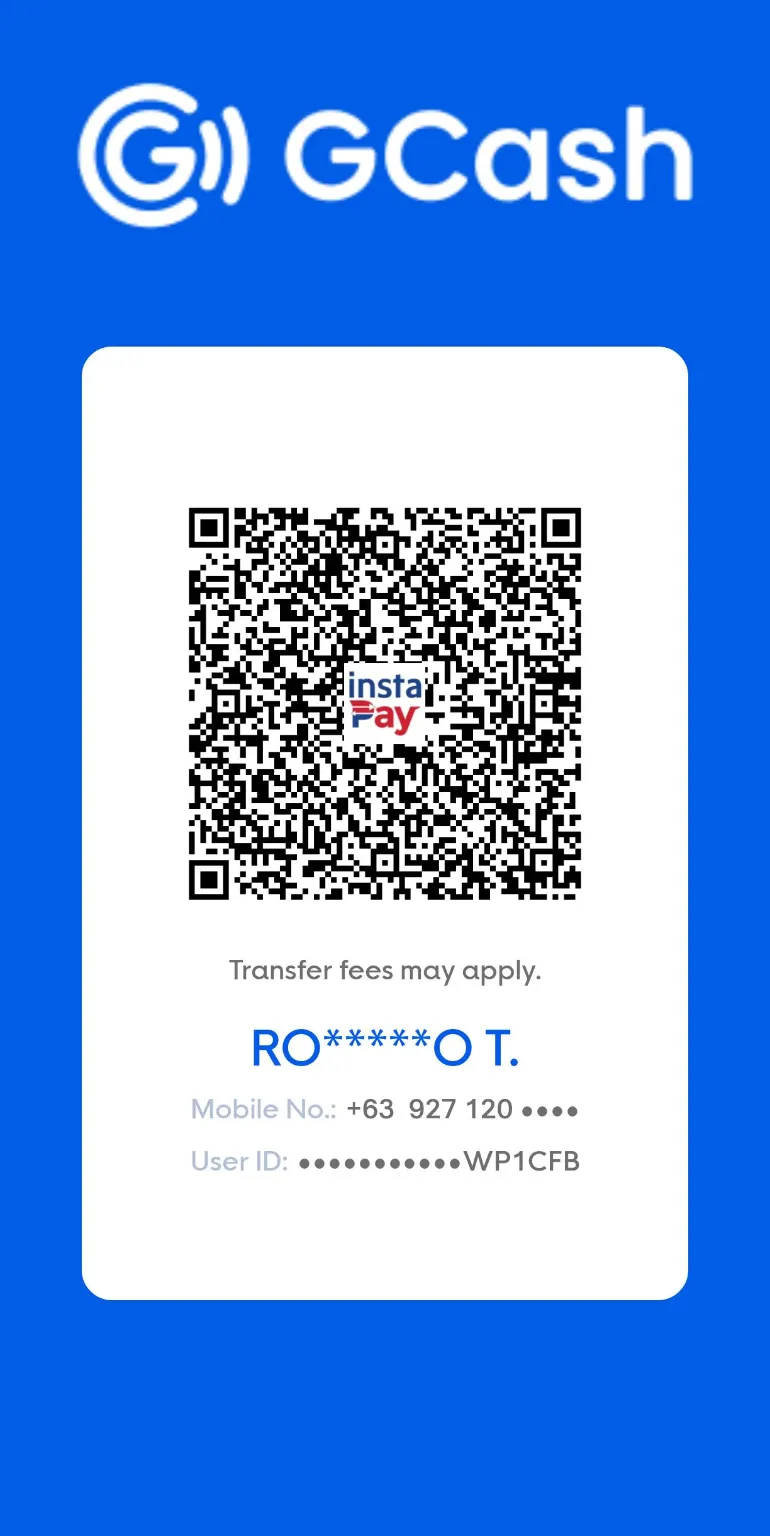 GCash
insta
Pay
Transfer fees may apply.
RO*****O T.
Mobile No.: +63 927 120 ••••
User ID: •••••••••••WP1CFB